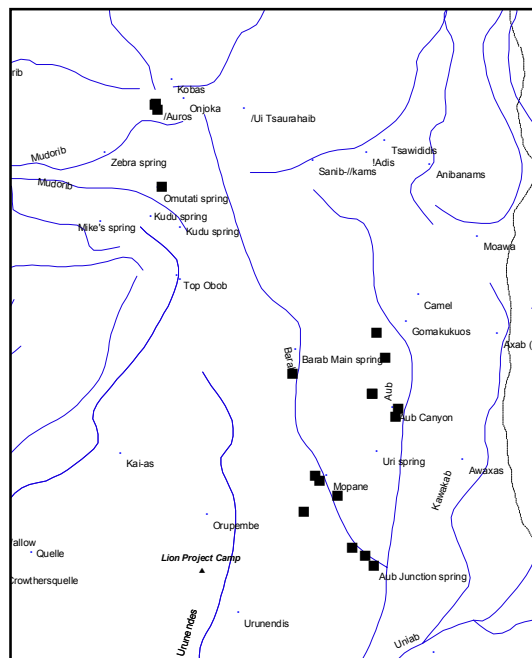 rib
Kobas
Onjoka
/Auros
/Ui Tsaurahaib
Tsawididis
!Adis
Mudorib
Zebra spring
Sanib-//kams
Anibanams
Mudorib
Omutati spring
Kudu spring
Mike's spring
Kudu spring
Moawa
Top Obob
Camel
Gomakukuos
Axab (
Barab
Barab Main spring
Aub
Aub Canyon
Uri spring
Kai-as
Awaxas
Kawakab
Mopane
Orupembe
fallow
Quelle
Lion Project Camp
Crowthersquelle
Aub Junction spring
Urunendes
Urunendis
Uniab